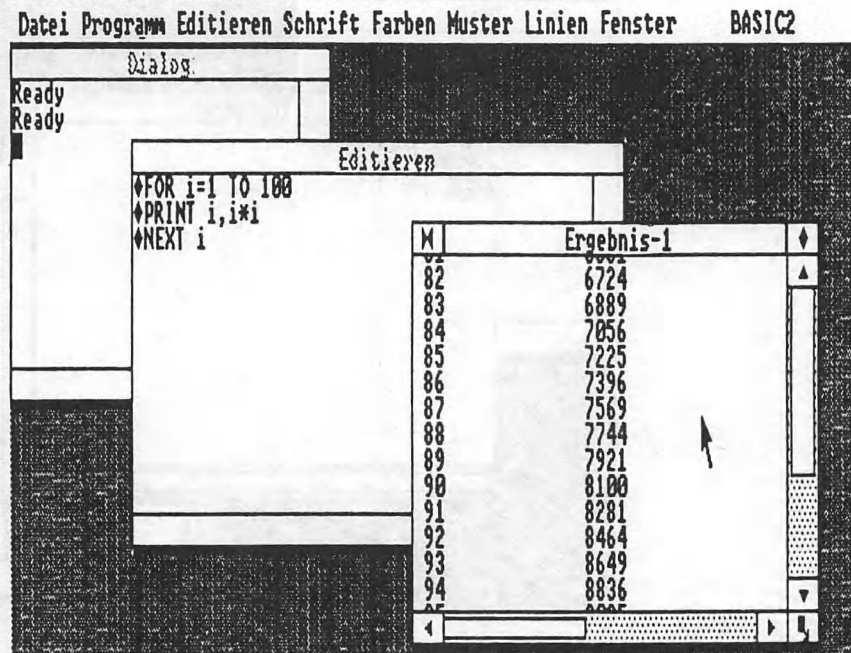 Datei Programm Editieren Schrift Farben Muster Linien Fenster BASIC2
Dialog
Ready
Ready
Editieren
♦FOR i=1 TO 100
♦PRINT i,i*i
♦NEXT i
Ergebnis-1
82 6724
83 6889
84 7056
85 7225
86 7396
87 7569
88 7744
89 7921
90 8100
91 8281
92 8464
93 8649
94 8836